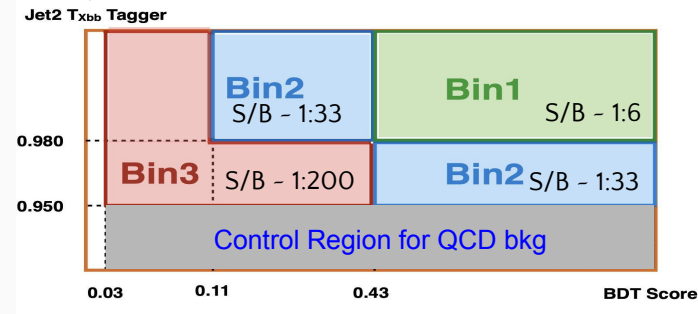 Jet2 Txbb Tagger
Bin2
S/B ~ 1:33
Bin1
S/B ~ 1:6
0.980
Bin3
S/B ~ 1:200
Bin2
S/B ~ 1:33
0.950
Control Region for QCD bkg
0.03
0.11
0.43
BDT Score